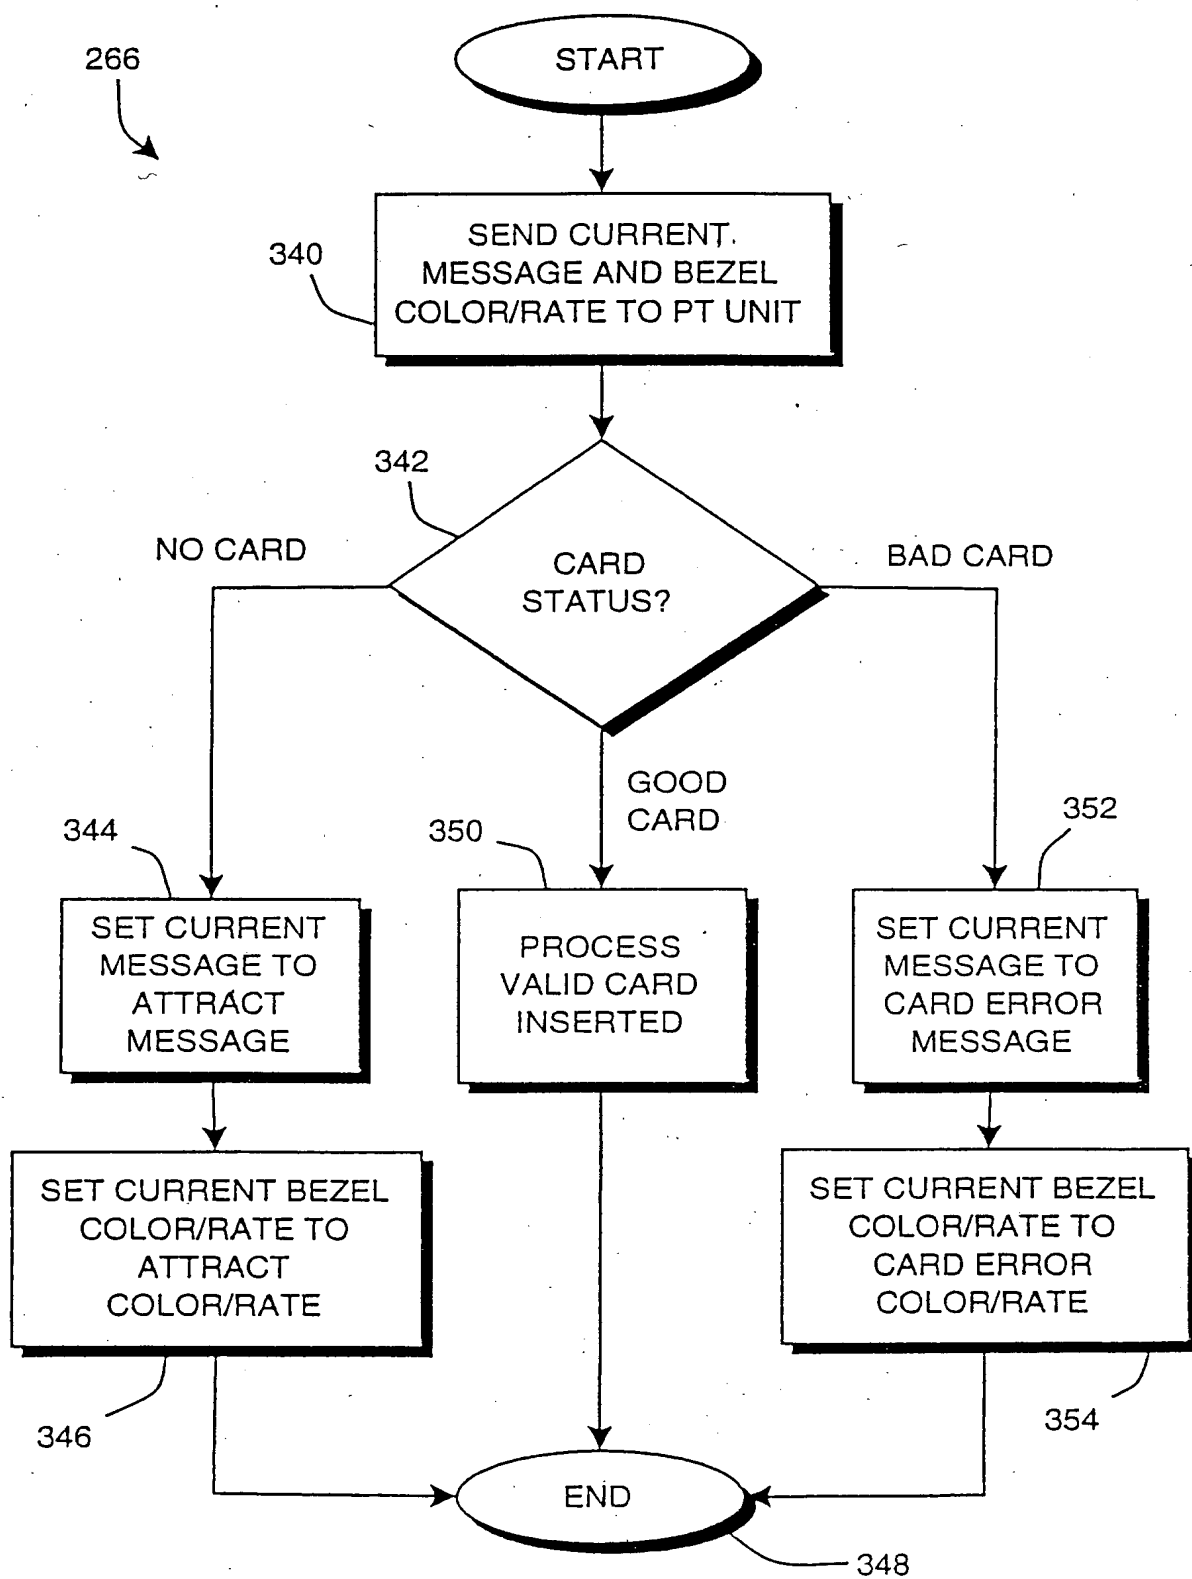 START
266
SEND CURRENT
MESSAGE AND BEZEL
COLOR/RATE TO PT UNIT
340
342
NO CARD
CARD
STATUS?
BAD CARD
GOOD
CARD
344
350
352
SET CURRENT
MESSAGE TO
ATTRACT
MESSAGE
PROCESS
VALID CARD
INSERTED
SET CURRENT
MESSAGE TO
CARD ERROR
MESSAGE
SET CURRENT BEZEL
COLOR/RATE TO
ATTRACT
COLOR/RATE
SET CURRENT BEZEL
COLOR/RATE TO
CARD ERROR
COLOR/RATE
346
354
END
348